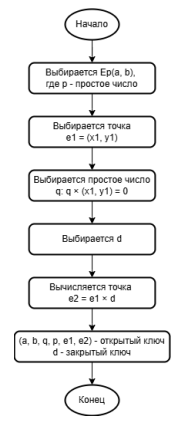 Начало
Выбирается Ep(a, b),
где p - простое число
Выбирается точка
e1 = (x1, y1)
Выбирается простое число
q: q × (x1, y1) = 0
Выбирается d
Вычисляется точка
e2 = e1 × d
(a, b, q, p, e1, e2) - открытый ключ
d - закрытый ключ
Конец